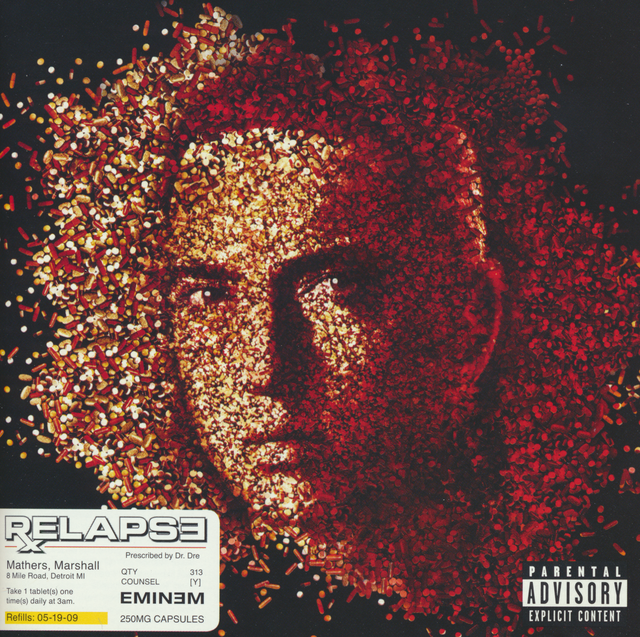 RELAPSE
Rx
Prescribed by Dr. Dre
Mathers, Marshall
8 Mile Road, Detroit MI
QTY 313
COUNSEL [Y]
Take 1 tablet(s) one
time(s) daily at 3am.
EMINEM
Refills: 05-19-09
250MG CAPSULES
PARENTAL
ADVISORY
EXPLICIT CONTENT